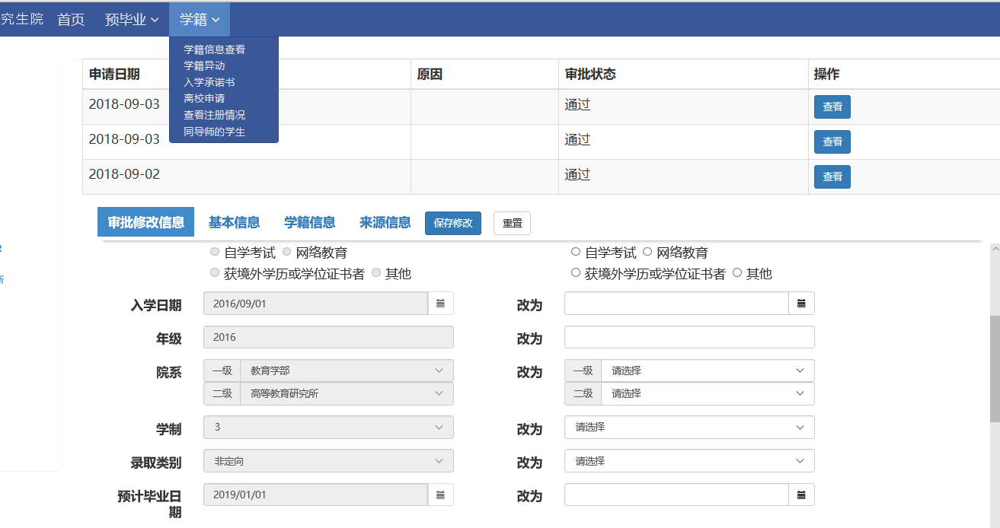 究生院 首页 预毕业 学籍
学籍信息查看
学籍异动
入学承诺书
离校申请
查看注册情况
同导师的学生
申请日期 原因 审批状态 操作
2018-09-03 通过 查看
2018-09-03 通过 查看
2018-09-02 通过 查看
审批修改信息 基本信息 学籍信息 来源信息 保存修改 重置
自学考试 网络教育 自学考试 网络教育
获境外学历或学位证书者 其他 获境外学历或学位证书者 其他
入学日期 2016/09/01 改为
年级 2016 改为
院系 一级 教育学部 改为 一级 请选择
二级 高等教育研究所 二级 请选择
学制 3 改为 请选择
录取类别 非定向 改为 请选择
预计毕业日 2019/01/01 改为
期